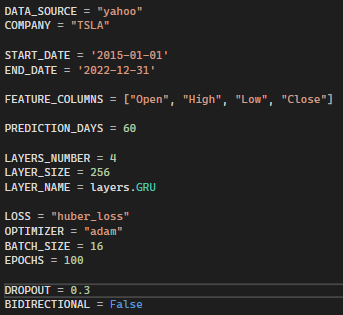 DATA_SOURCE = "yahoo"
COMPANY = "TSLA"
START_DATE = '2015-01-01'
END_DATE = '2022-12-31'
FEATURE_COLUMNS = ["Open", "High", "Low", "Close"]
PREDICTION_DAYS = 60
LAYERS_NUMBER = 4
LAYER_SIZE = 256
LAYER_NAME = layers.GRU
LOSS = "huber_loss"
OPTIMIZER = "adam"
BATCH_SIZE = 16
EPOCHS = 100
DROPOUT = 0.3
BIDIRECTIONAL = False